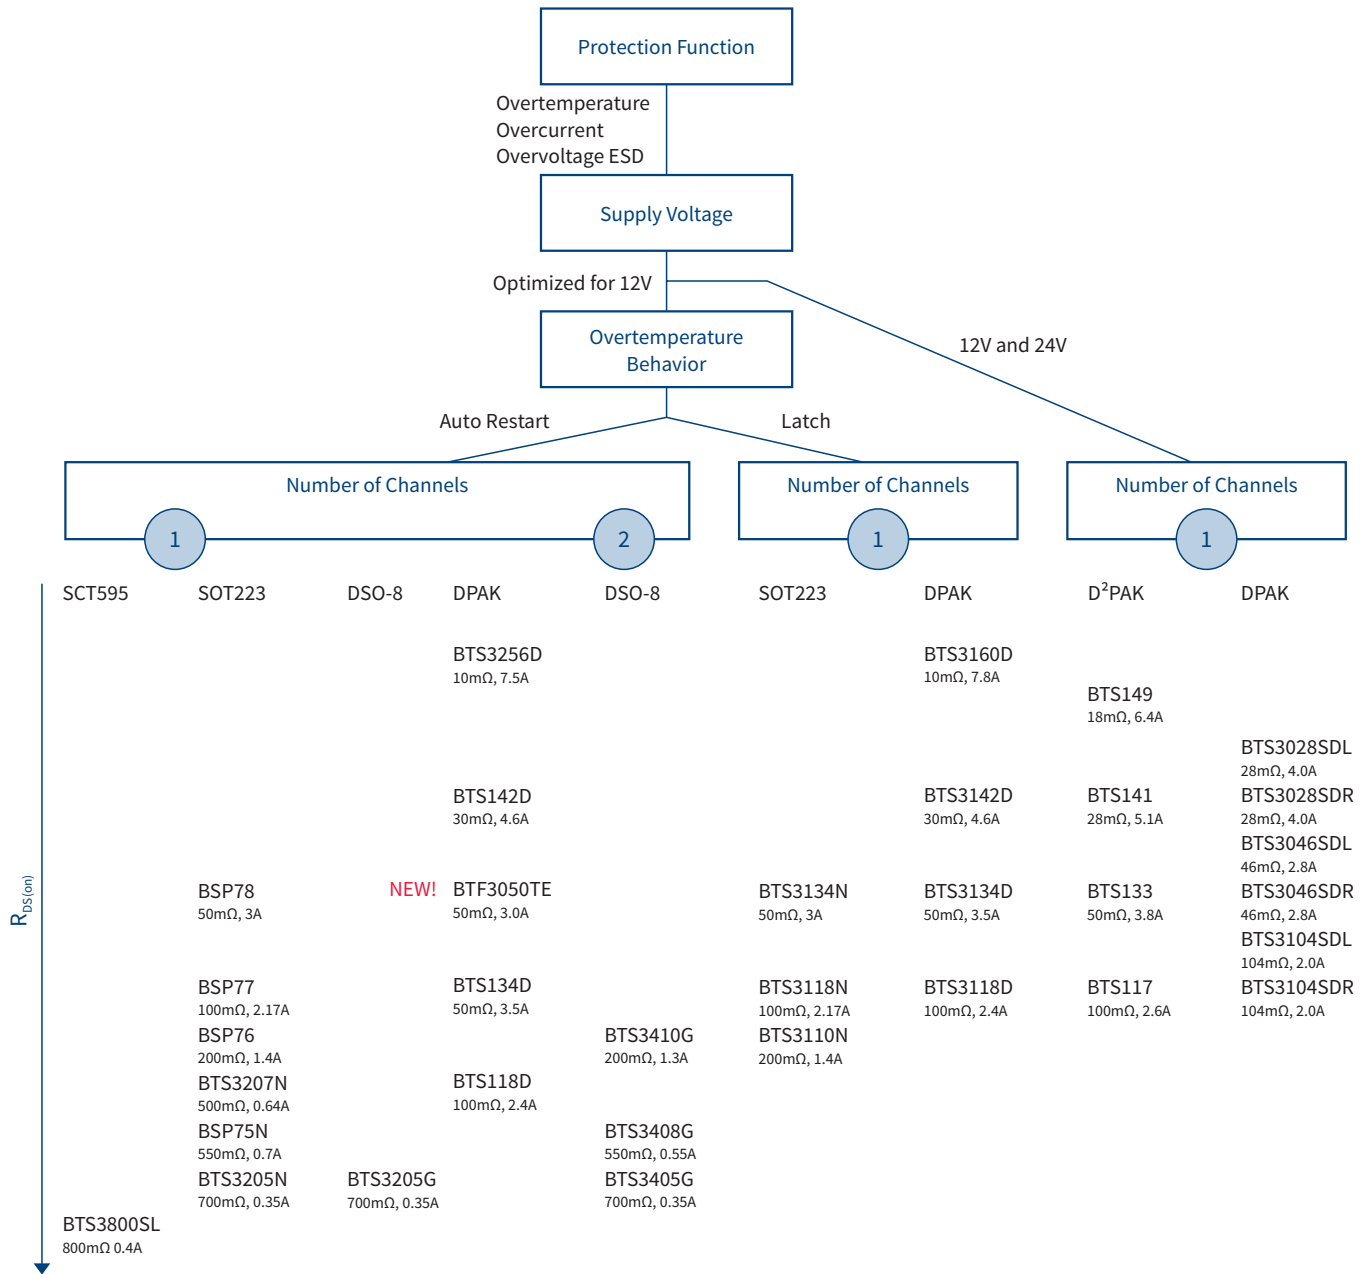 Protection Function
Overtemperature
Overcurrent
Overvoltage ESD
Supply Voltage
Optimized for 12V
12V and 24V
Overtemperature
Behavior
Auto Restart
Latch
Number of Channels
Number of Channels
Number of Channels
1
2
1
1
SCT595
SOT223
DSO-8
DPAK
DSO-8
SOT223
DPAK
D²PAK
DPAK
R_DS(on)
BTS3256D
10mΩ, 7.5A
BTS3160D
10mΩ, 7.8A
BTS149
18mΩ, 6.4A
BTS3028SDL
28mΩ, 4.0A
BTS142D
30mΩ, 4.6A
BTS3142D
30mΩ, 4.6A
BTS141
28mΩ, 5.1A
BTS3028SDR
28mΩ, 4.0A
BTS3046SDL
46mΩ, 2.8A
BSP78
50mΩ, 3A
NEW!
BTF3050TE
50mΩ, 3.0A
BTS3134N
50mΩ, 3A
BTS3134D
50mΩ, 3.5A
BTS133
50mΩ, 3.8A
BTS3046SDR
46mΩ, 2.8A
BTS3104SDL
104mΩ, 2.0A
BSP77
100mΩ, 2.17A
BTS134D
50mΩ, 3.5A
BTS3118N
100mΩ, 2.17A
BTS3118D
100mΩ, 2.4A
BTS117
100mΩ, 2.6A
BTS3104SDR
104mΩ, 2.0A
BSP76
200mΩ, 1.4A
BTS3410G
200mΩ, 1.3A
BTS3110N
200mΩ, 1.4A
BTS3207N
500mΩ, 0.64A
BTS118D
100mΩ, 2.4A
BSP75N
550mΩ, 0.7A
BTS3408G
550mΩ, 0.55A
BTS3205N
700mΩ, 0.35A
BTS3205G
700mΩ, 0.35A
BTS3405G
700mΩ, 0.35A
BTS3800SL
800mΩ 0.4A